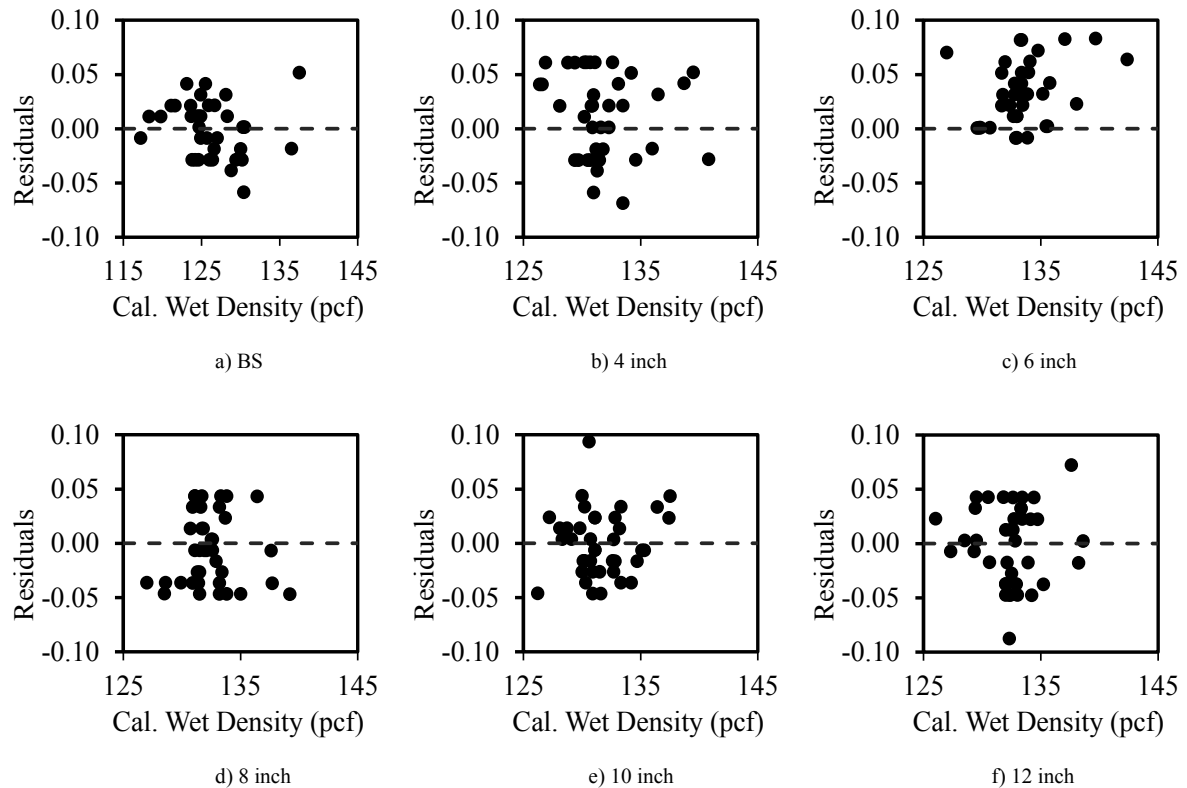 0.10
0.05
0.00
-0.05
-0.10
Residuals
115 125 135 145
Cal. Wet Density (pcf)
a) BS
0.10
0.05
0.00
-0.05
-0.10
Residuals
125 135 145
Cal. Wet Density (pcf)
b) 4 inch
0.10
0.05
0.00
-0.05
-0.10
Residuals
125 135 145
Cal. Wet Density (pcf)
c) 6 inch
0.10
0.05
0.00
-0.05
-0.10
Residuals
125 135 145
Cal. Wet Density (pcf)
d) 8 inch
0.10
0.05
0.00
-0.05
-0.10
Residuals
125 135 145
Cal. Wet Density (pcf)
e) 10 inch
0.10
0.05
0.00
-0.05
-0.10
Residuals
125 135 145
Cal. Wet Density (pcf)
f) 12 inch